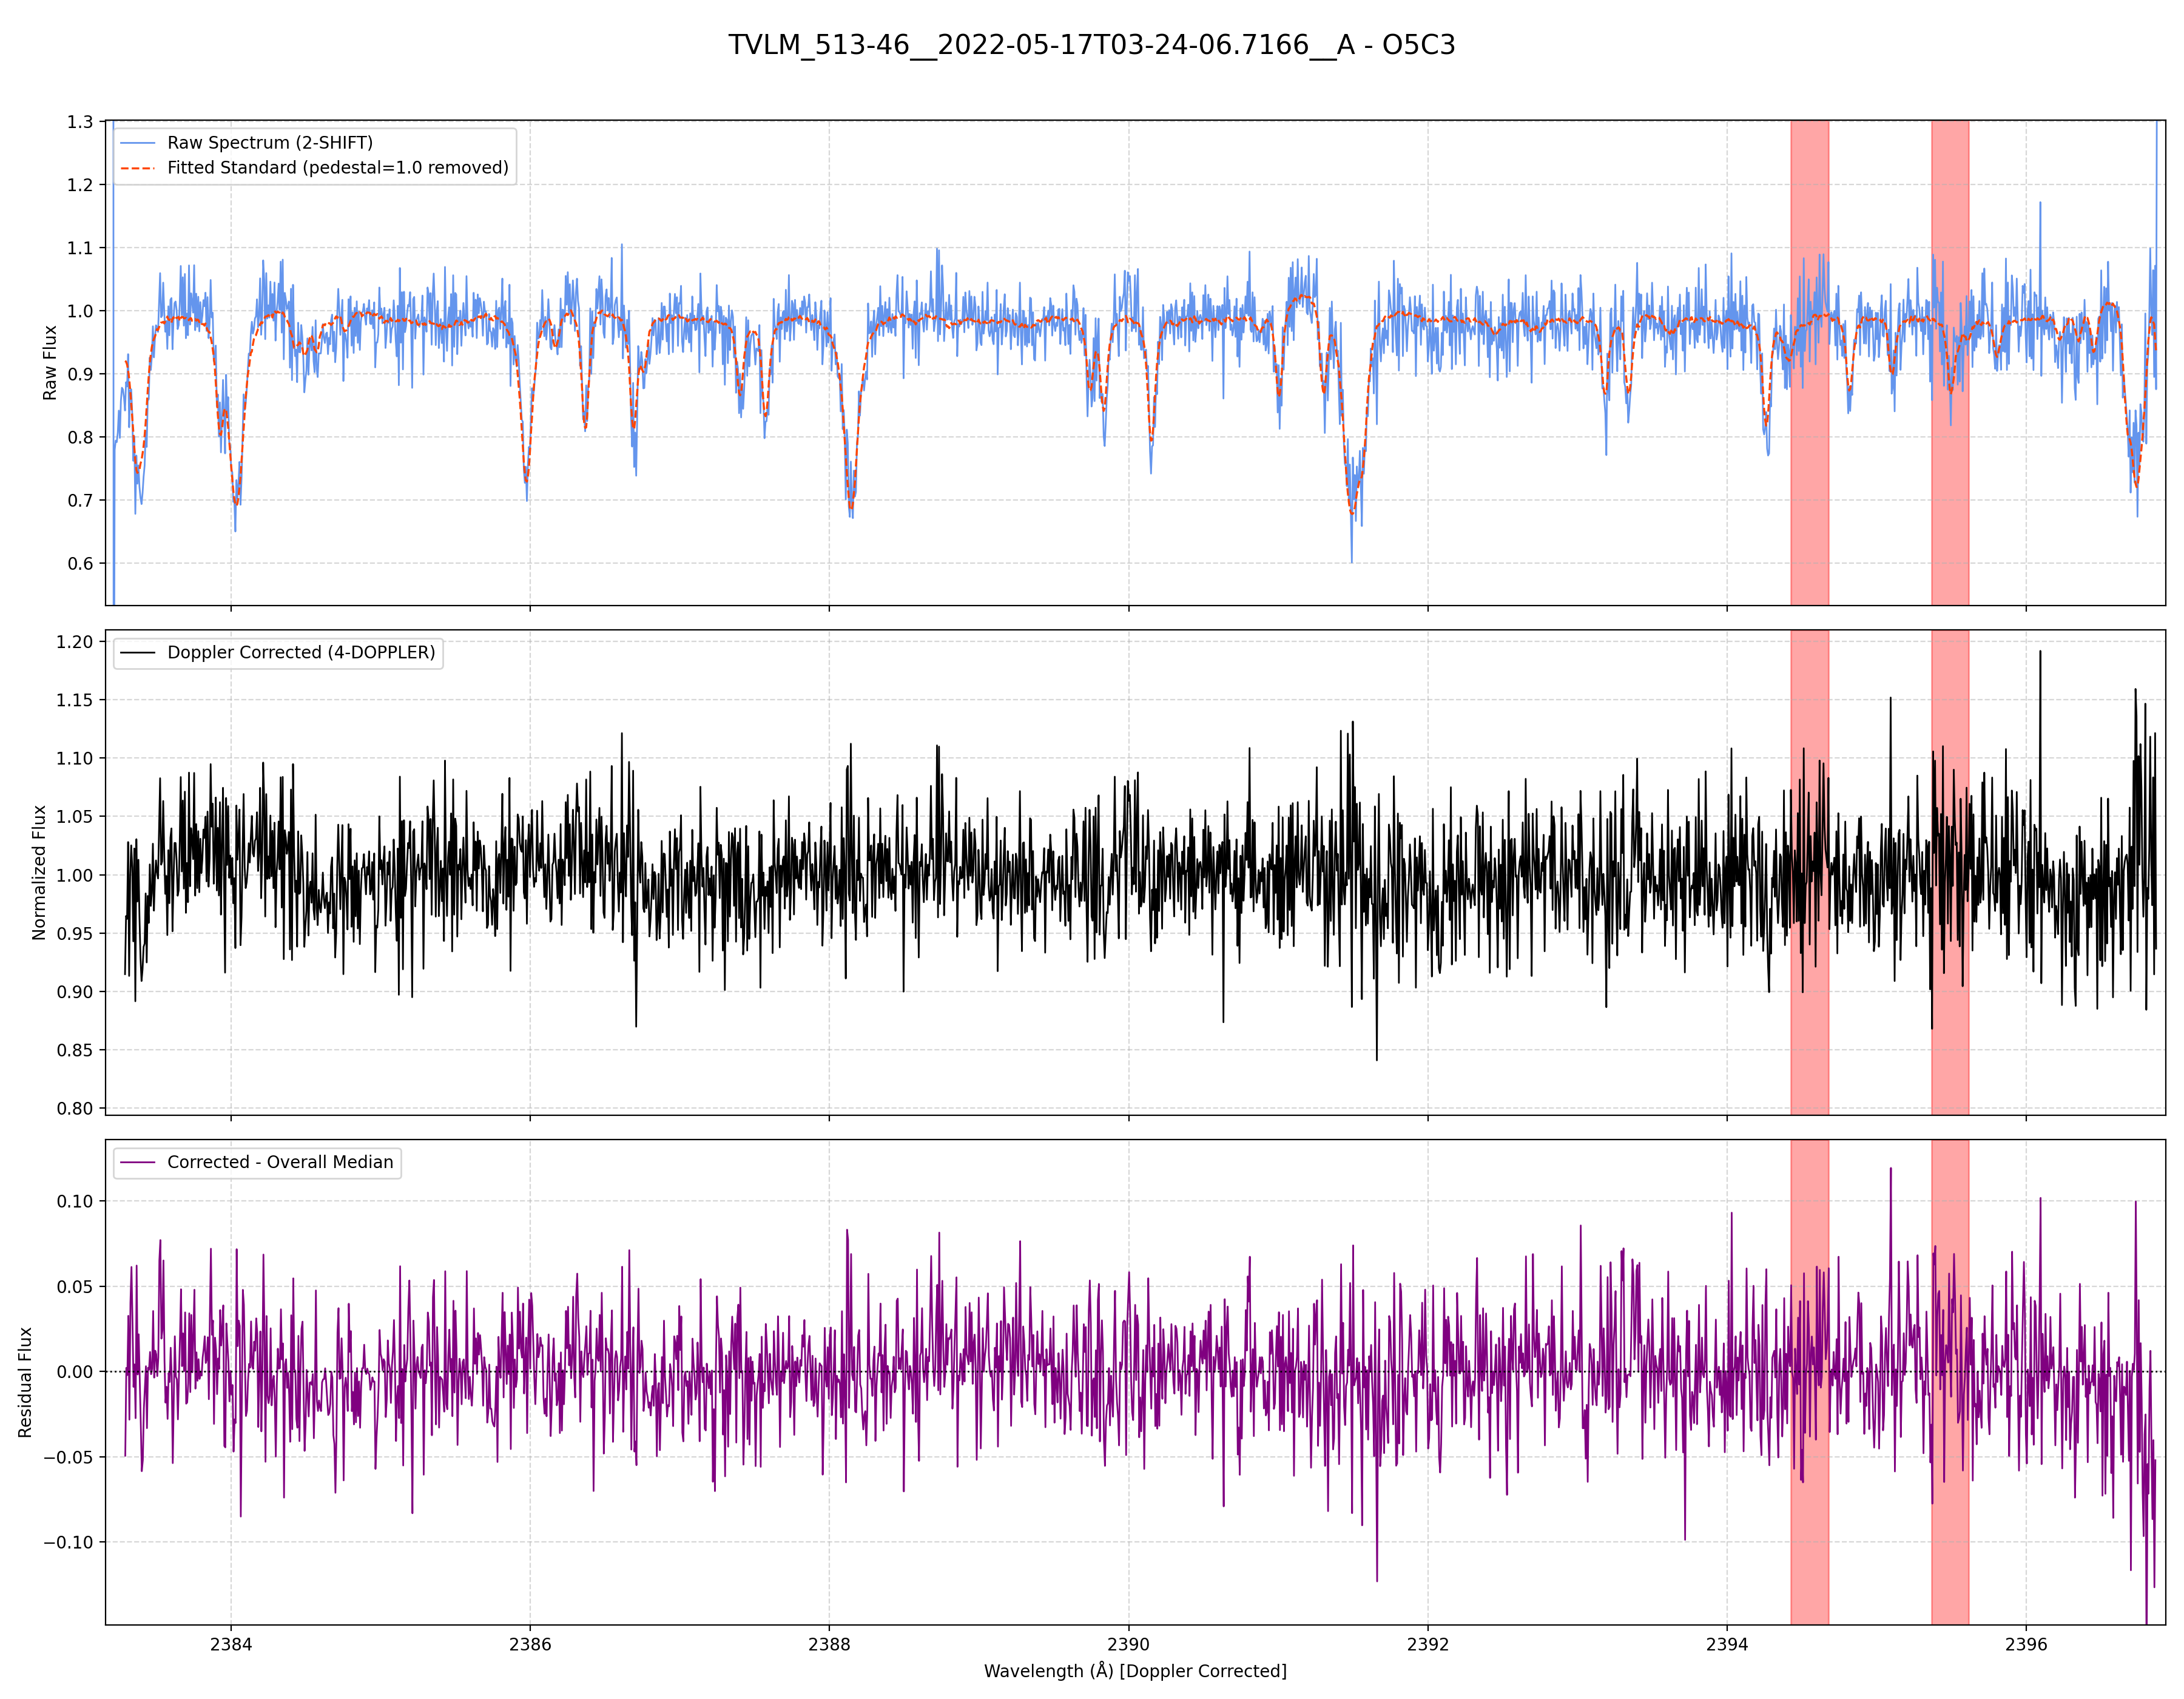 TVLM_513-46__2022-05-17T03-24-06.7166__A - O5C3
1.3
1.2
1.1
1.0
0.9
0.8
0.7
0.6
Raw Flux
Raw Spectrum (2-SHIFT)
Fitted Standard (pedestal=1.0 removed)
1.20
1.15
1.10
1.05
1.00
0.95
0.90
0.85
0.80
Normalized Flux
Doppler Corrected (4-DOPPLER)
0.10
0.05
0.00
−0.05
−0.10
Residual Flux
Corrected - Overall Median
2384 2386 2388 2390 2392 2394 2396
Wavelength (Å) [Doppler Corrected]